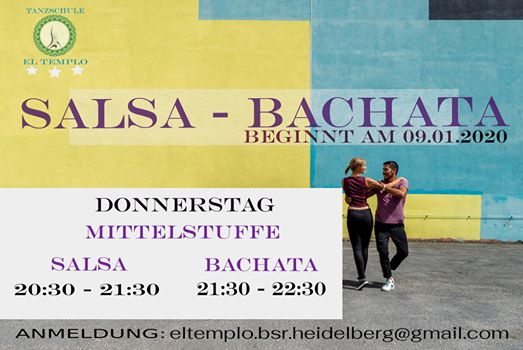 TANZSCHULE
EL TEMPLO
SALSA - BACHATA
BEGINNT AM 09.01.2020
DONNERSTAG
MITTELSTUFFE
SALSA BACHATA
20:30 - 21:30 21:30 - 22:30
ANMELDUNG: eltemplo.bsr.heidelberg@gmail.com